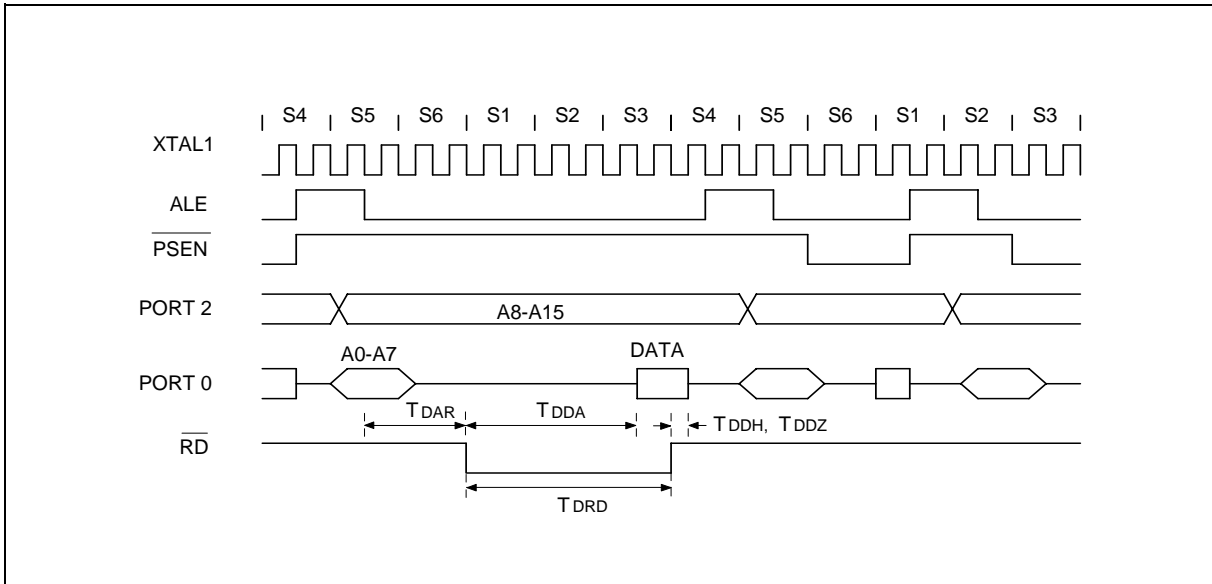 S4 S5 S6 S1 S2 S3 S4 S5 S6 S1 S2 S3
XTAL1
ALE
PSEN
PORT 2
A8-A15
A0-A7
DATA
PORT 0
TDAR
TDDA
TDDH, TDDZ
RD
TDRD